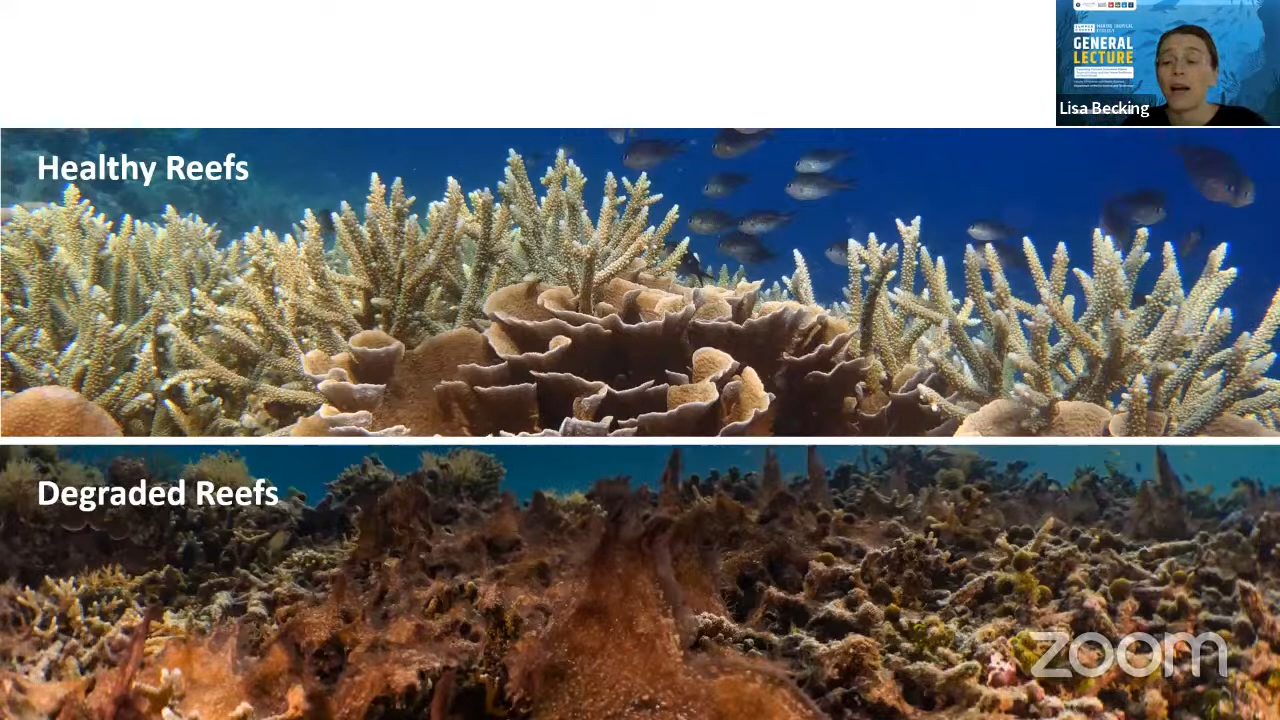 GENERAL
LECTURE
Lisa Becking
Healthy Reefs
Degraded Reefs
zoom